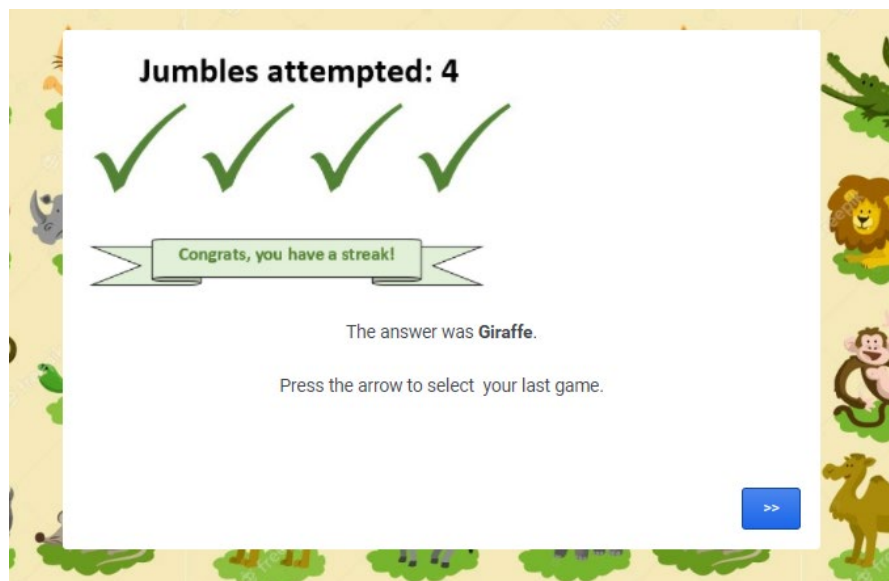 Jumbles attempted: 4
Congrats, you have a streak!
The answer was Giraffe.
Press the arrow to select  your last game.
>>